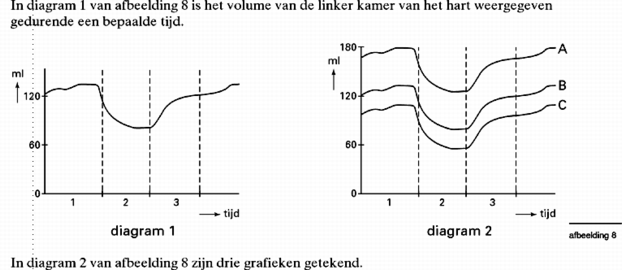 In diagram 1 van afbeelding 8 is het volume van de linker kamer van het hart weergegeven
gedurende een bepaalde tijd.
ml
120
60
0
1 2 3
tijd
diagram 1
180
ml
120
60
0
A
B
C
1 2 3
tijd
diagram 2
afbeelding 8
In diagram 2 van afbeelding 8 zijn drie grafieken getekend.